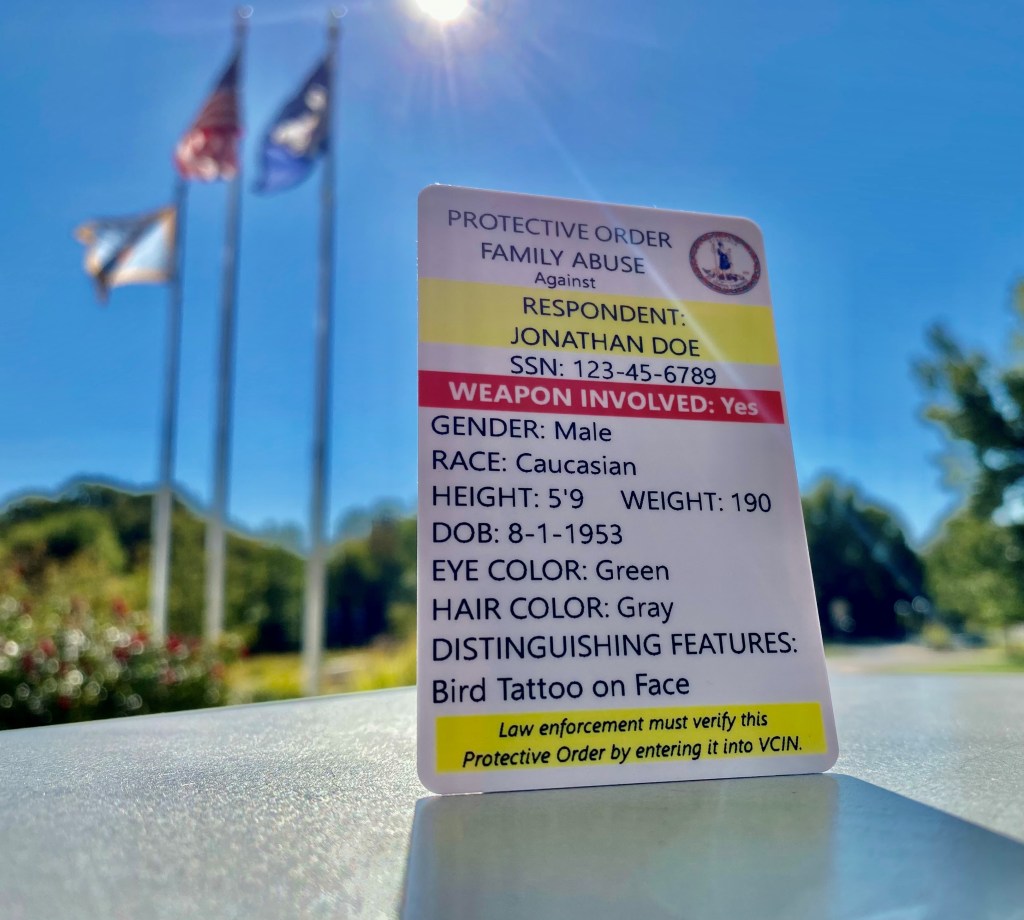 PROTECTIVE ORDER
FAMILY ABUSE
Against
RESPONDENT:
JONATHAN DOE
SSN: 123-45-6789
WEAPON INVOLVED: Yes
GENDER: Male
RACE: Caucasian
HEIGHT: 5'9 WEIGHT: 190
DOB: 8-1-1953
EYE COLOR: Green
HAIR COLOR: Gray
DISTINGUISHING FEATURES:
Bird Tattoo on Face
Law enforcement must verify this
Protective Order by entering it into VCIN.